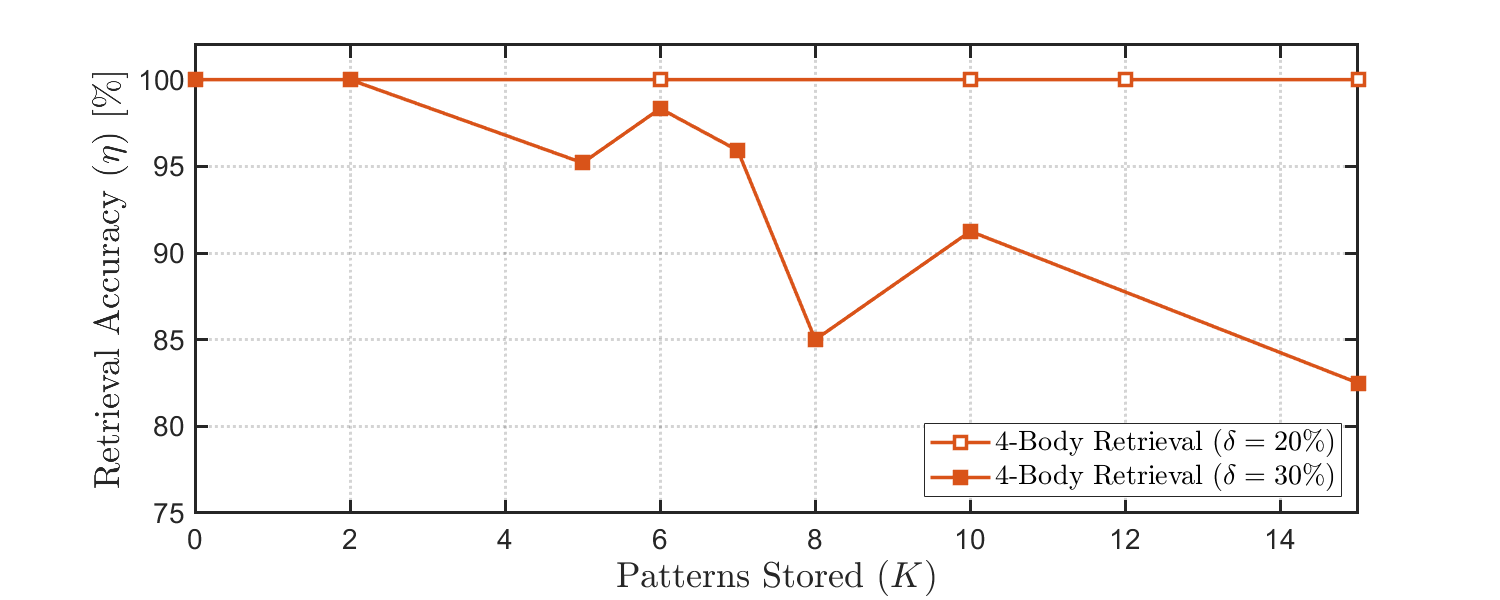 Retrieval Accuracy (η) [%]
100
95
90
85
80
75
0 2 4 6 8 10 12 14
Patterns Stored (K)
4-Body Retrieval (δ = 20%)
4-Body Retrieval (δ = 30%)